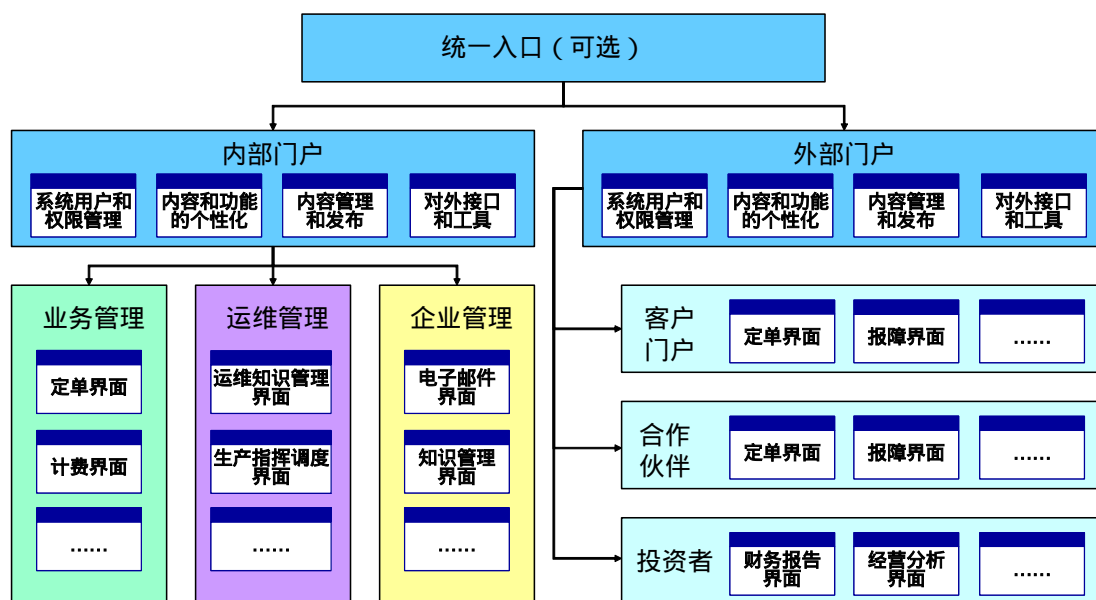 统一入口（可选）
内部门户
系统用户和
权限管理
内容和功能
的个性化
内容管理
和发布
对外接口
和工具
外部门户
系统用户和
权限管理
内容和功能
的个性化
内容管理
和发布
对外接口
和工具
业务管理
定单界面
计费界面
……
运维管理
运维知识管理
界面
生产指挥调度
界面
……
企业管理
电子邮件
界面
知识管理
界面
……
客户
门户
定单界面
报障界面
……
合作
伙伴
定单界面
报障界面
……
投资者
财务报告
界面
经营分析
界面
……